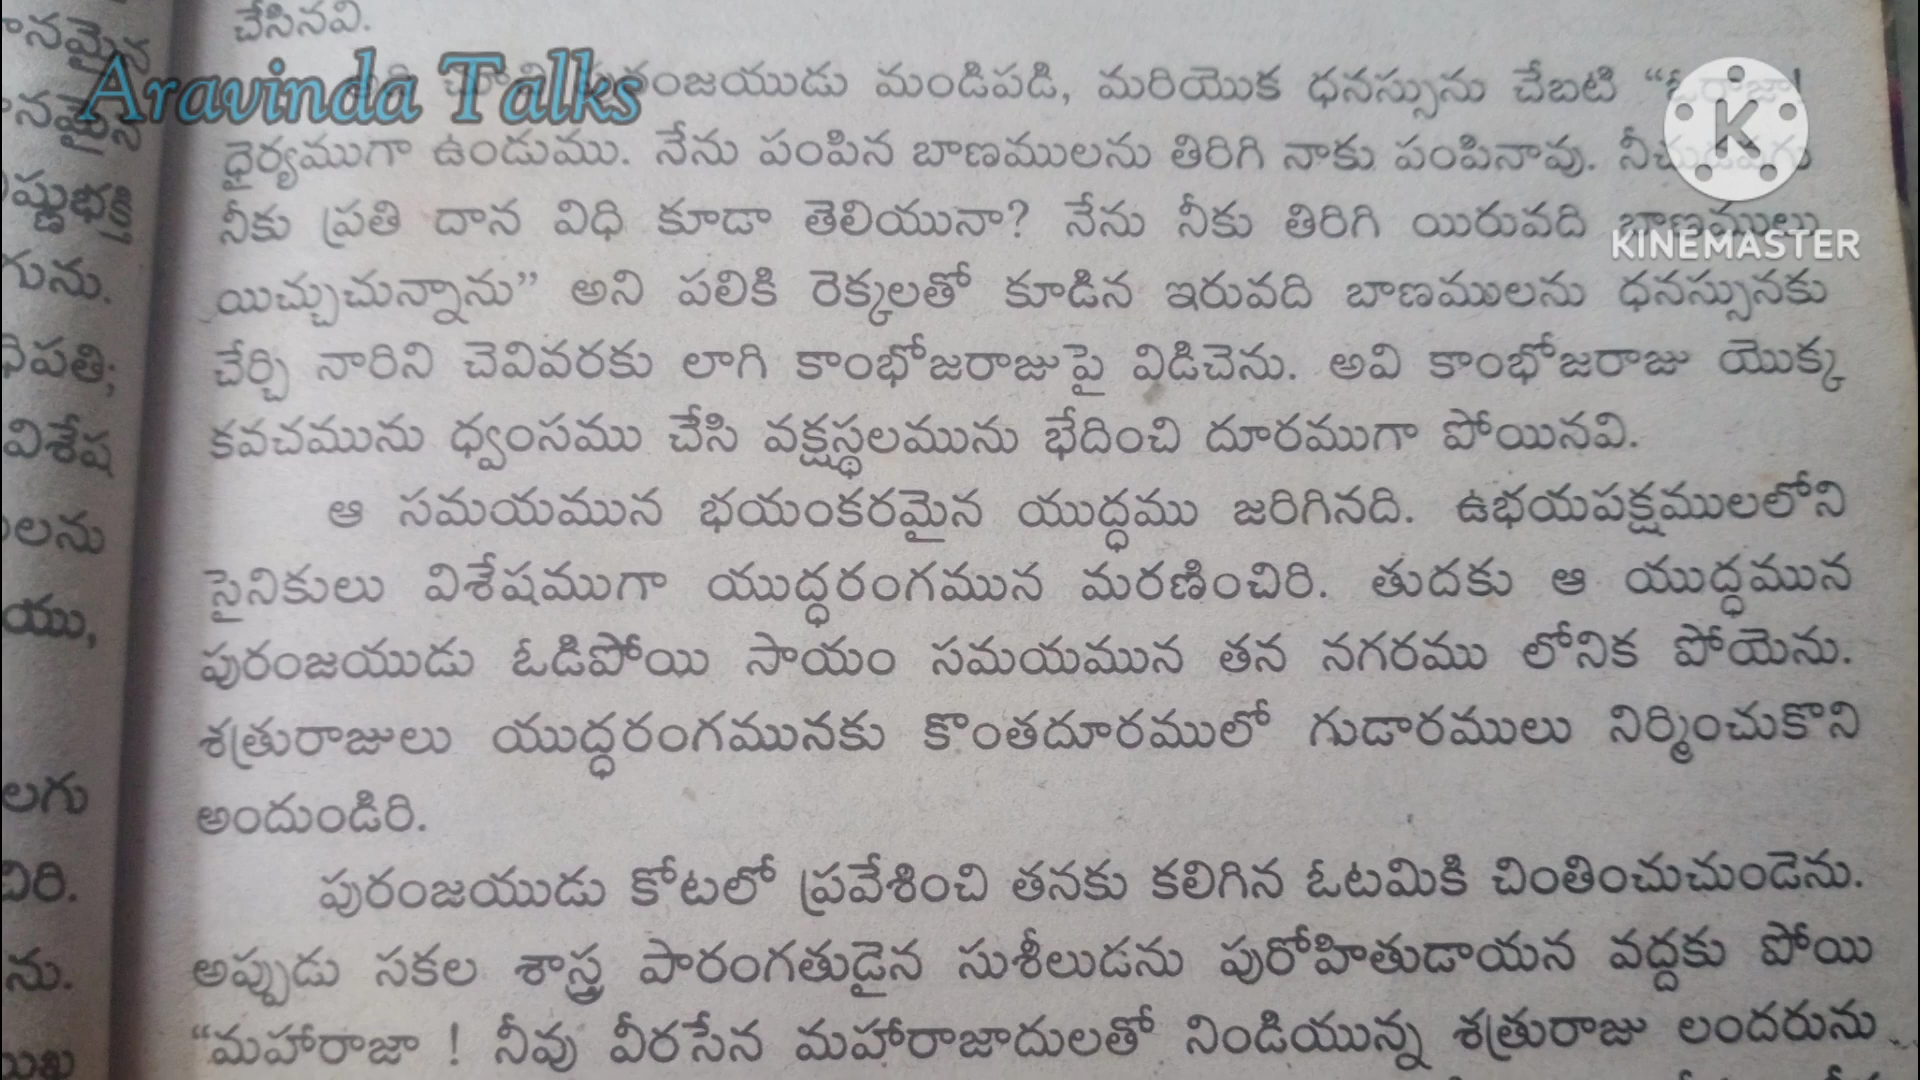 చేసినవి.
పురంజయుడు మండిపడి, మరియొక ధనస్సును చేబటి “ఓ రాజా!
ధైర్యముగా ఉండుము. నేను పంపిన బాణములను తిరిగి నాకు పంపినావు.
నీకు ప్రతి దాన విధి కూడా తెలియునా? నేను నీకు తిరిగి యిరువది బాణములు
యిచ్చుచున్నాను” అని పలికి రెక్కలతో కూడిన ఇరువది బాణములను ధనస్సునకు
చేర్చి నారిని చెవివరకు లాగి కాంభోజరాజుపై విడిచెను. అవి కాంభోజరాజు యొక్క
కవచమును ధ్వంసము చేసి వక్షస్థలమును భేదించి దూరముగా పోయినవి.
ఆ సమయమున భయంకరమైన యుద్ధము జరిగినది. ఉభయపక్షములలోని
సైనికులు విశేషముగా యుద్ధరంగమున మరణించిరి. తుదకు ఆ యుద్ధమున
పురంజయుడు ఓడిపోయి సాయం సమయమున తన నగరము లోనిక పోయెను.
శత్రురాజులు యుద్ధరంగమునకు కొంతదూరములో గుడారములు నిర్మించుకొని
అందుండిరి.
పురంజయుడు కోటలో ప్రవేశించి తనకు కలిగిన ఓటమికి చింతించుచుండెను.
అప్పుడు సకల శాస్త్ర పారంగతుడైన సుశీలుడను పురోహితుడాయన వద్దకు పోయి
“మహారాజా ! నీవు వీరసేన మహారాజాదులతో నిండియున్న శత్రురాజు లందరును
Aravinda Talks
K
KINEMASTER